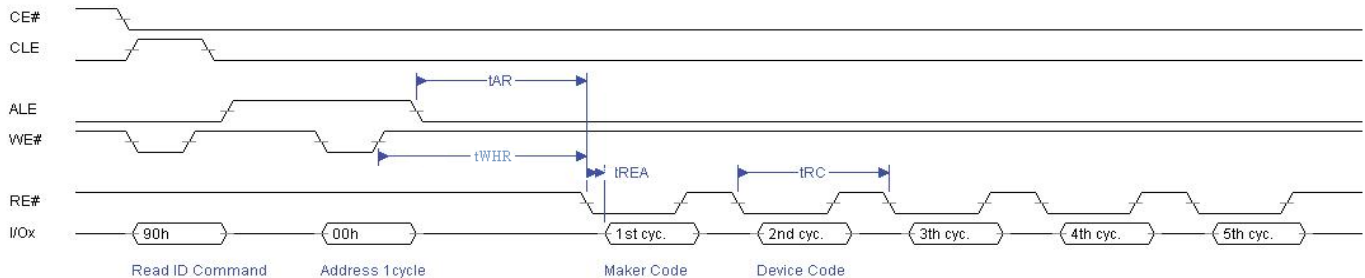 CE#
CLE
tAR
ALE
WE#
tWHR
tREA
tRC
RE#
I/Ox
90h
00h
1st cyc.
2nd cyc.
3th cyc.
4th cyc.
5th cyc.
Read ID Command
Address 1cycle
Maker Code
Device Code